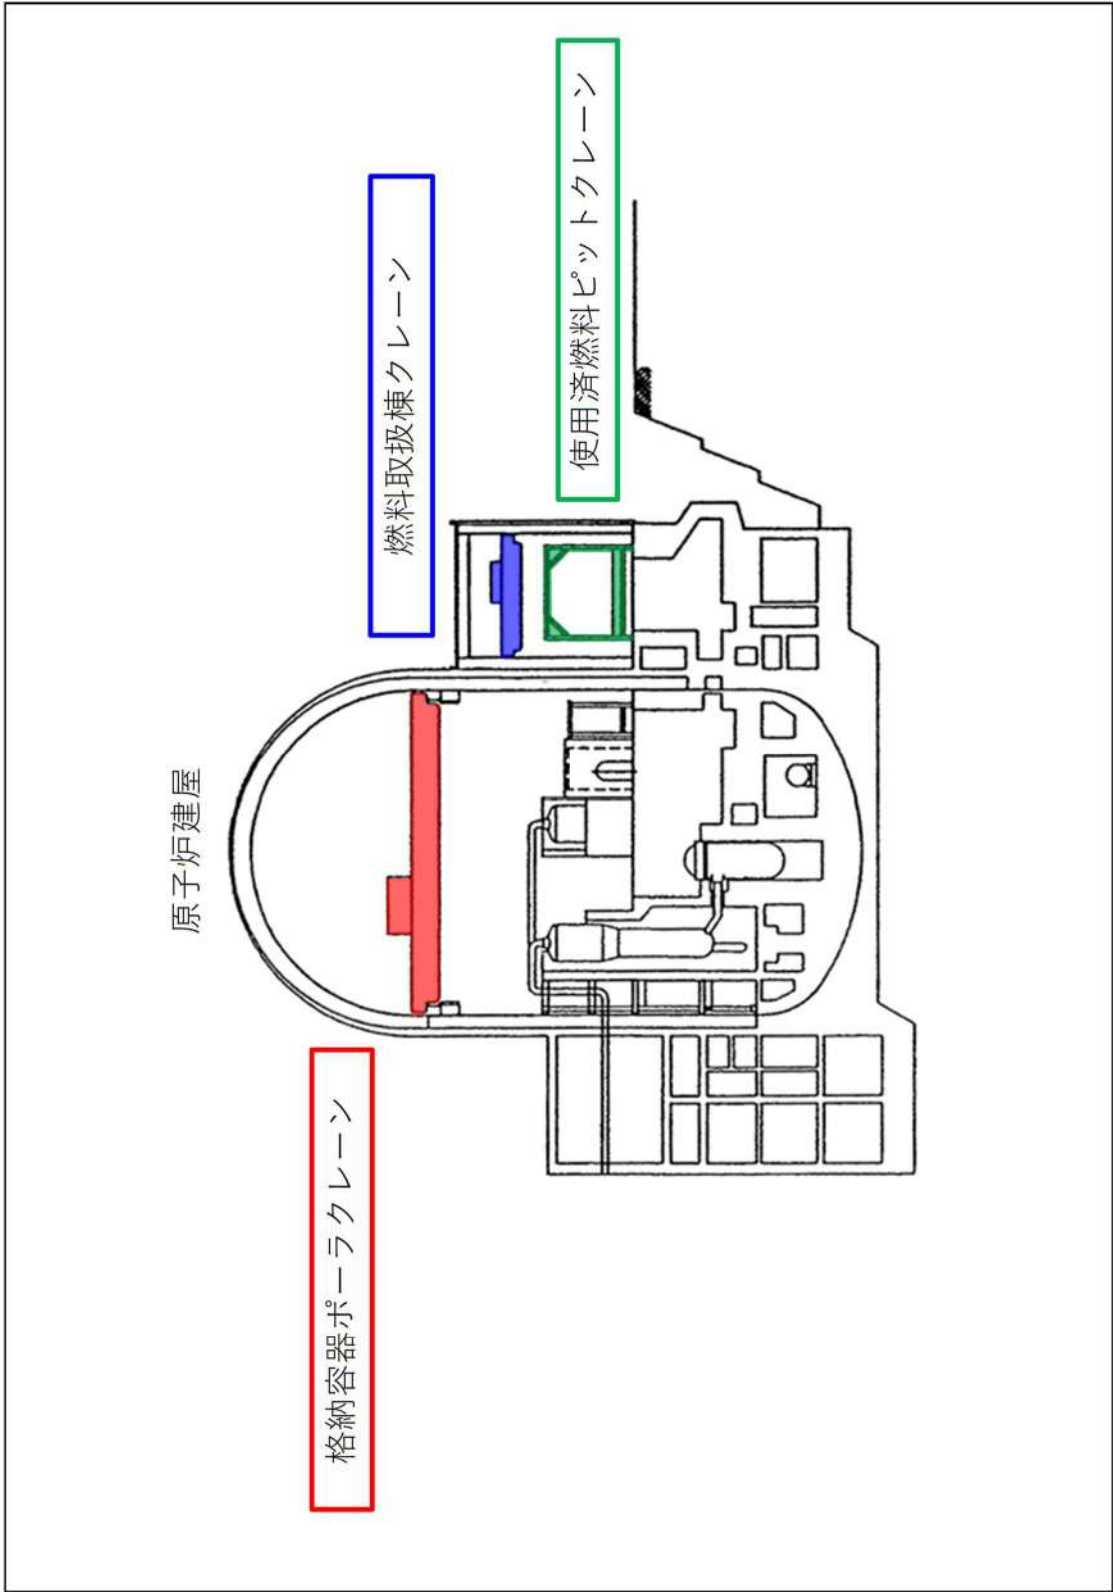 原子炉建屋
格納容器ポーラクレーン
燃料取扱棟クレーン
使用済燃料ピットクレーン